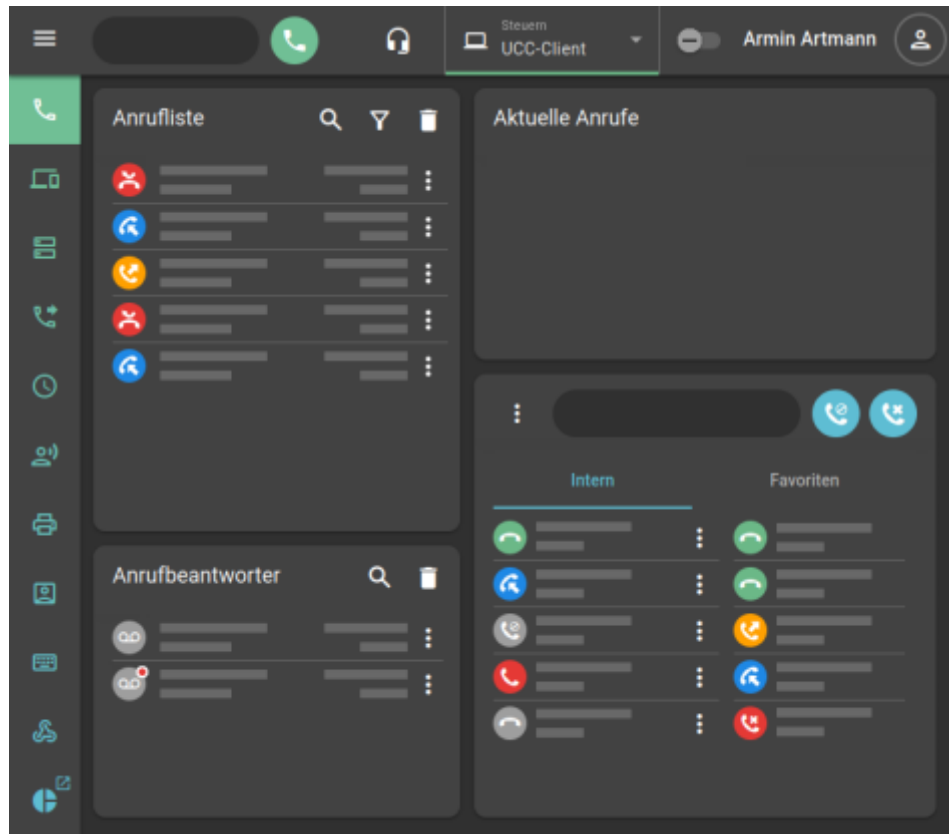 Steuern
UCC-Client
Armin Artmann
Anrufliste
Aktuelle Anrufe
Intern
Favoriten
Anrufbeantworter